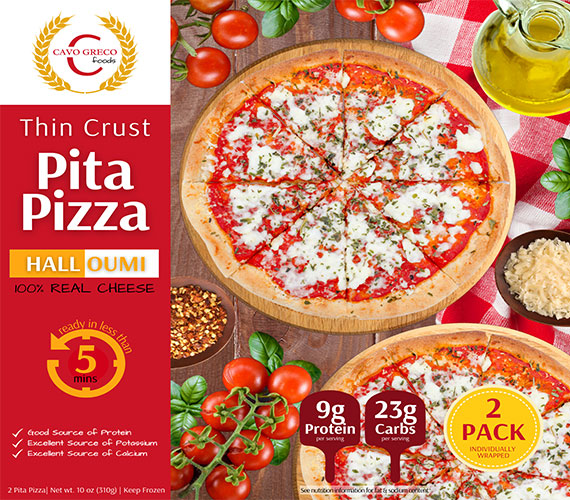 CAVO GRECO
foods
Thin Crust
Pita
Pizza
HALLOUMI
100% REAL CHEESE
ready in less than
5
mins
Good Source of Protein
Excellent Source of Potassium
Excellent Source of Calcium
2 Pita Pizza| Net wt. 10 oz (310g) | Keep Frozen
9g
Protein
per serving
23g
Carbs
per serving
See nutrition information for fat & sodium content
2
PACK
INDIVIDUALLY
WRAPPED